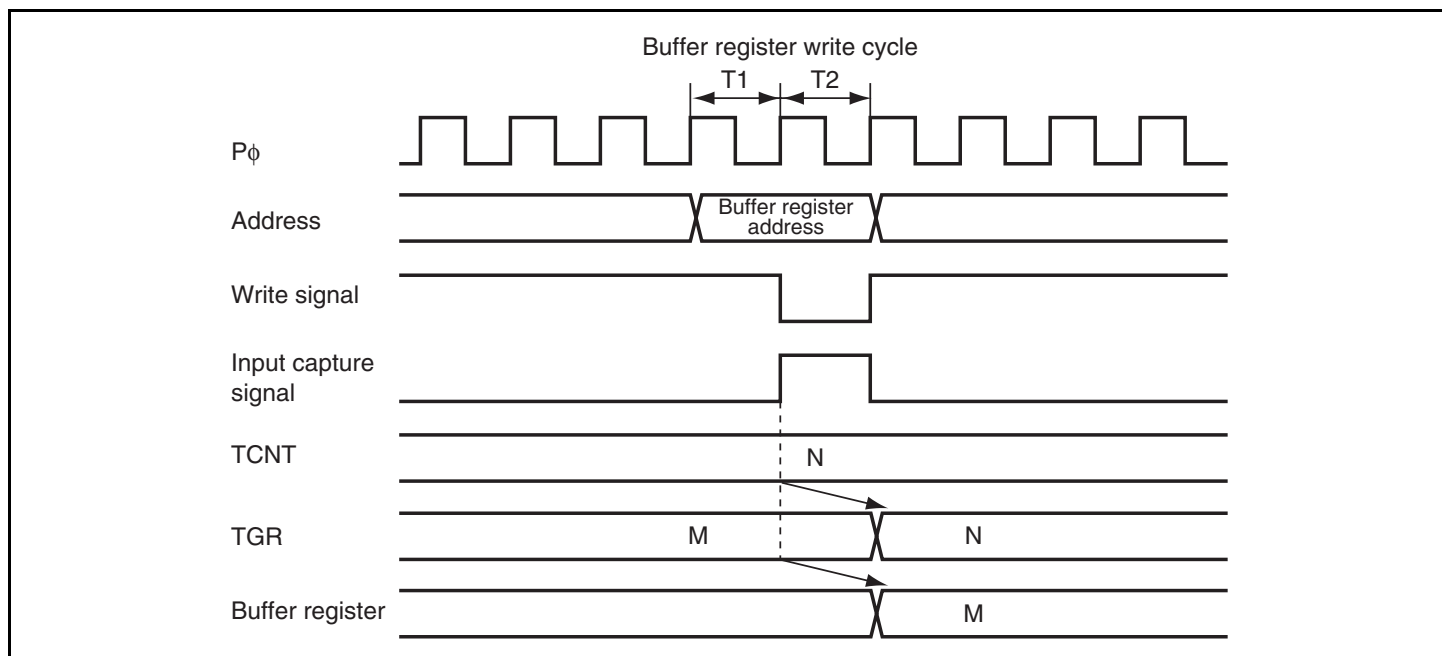 Buffer register write cycle
T1 T2
Pϕ
Address
Buffer register
address
Write signal
Input capture
signal
TCNT
N
TGR
M N
Buffer register
M